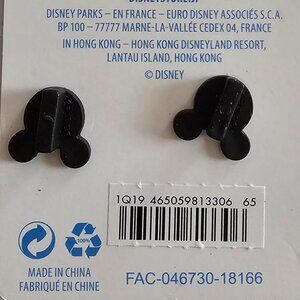 DISNEY PARKS – EN FRANCE – EURO DISNEY ASSOCIÉS S.C.A.
BP 100 – 77777 MARNE-LA-VALLÉE CEDEX 04, FRANCE
IN HONG KONG – HONG KONG DISNEYLAND RESORT,
LANTAU ISLAND, HONG KONG
© DISNEY
1Q19 465059813306 65
100%
MADE IN CHINA
FABRIQUÉ EN CHINE
FAC-046730-18166